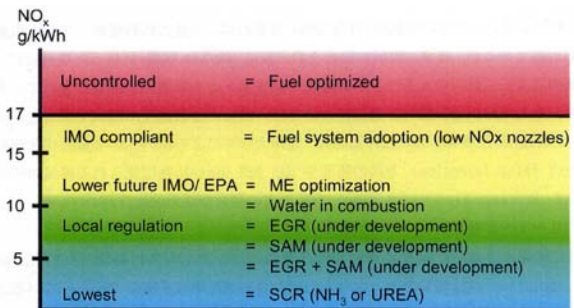 NOx
g/kWh
Uncontrolled = Fuel optimized
17
IMO compliant = Fuel system adoption (low NOx nozzles)
15
Lower future IMO/ EPA = ME optimization
10
= Water in combustion
Local regulation = EGR (under development)
= SAM (under development)
5
= EGR + SAM (under development)
Lowest = SCR (NH3 or UREA)